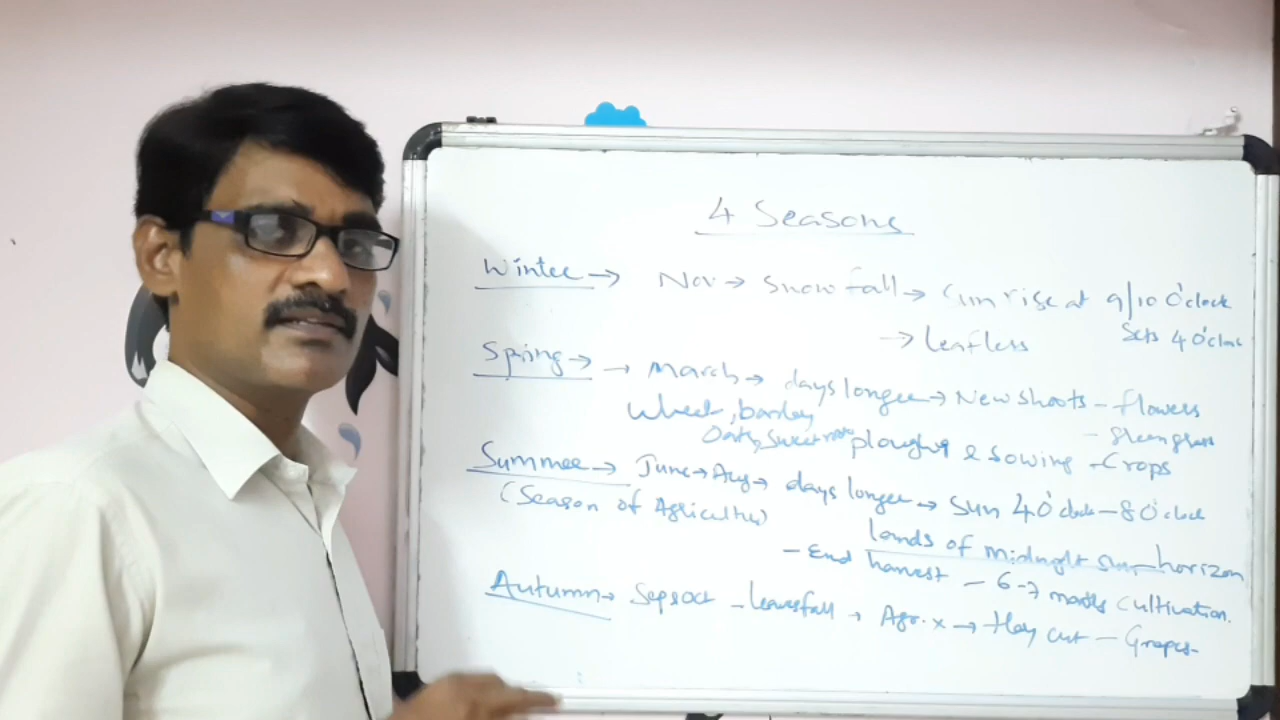 4 Seasons
Winter → Nov → Snow fall → Sun rise at 9/10 O'clock
→ leafless Sets 4 O'clock
Spring → → March → days longer → New shoots - flowers
Wheat, barley - Green grass
Oats, Sweet ploughing & Sowing - Crops
Summer → June → Aug → days longer → Sun 4 O'clock - 8 O'clock
(Season of Agriculture) lands of midnight Sun - horizon
- End harvest - 6-7 months Cultivation.
Autumn → Sep Oct - leaves fall → Agr. x → Hay cut - Grapes-